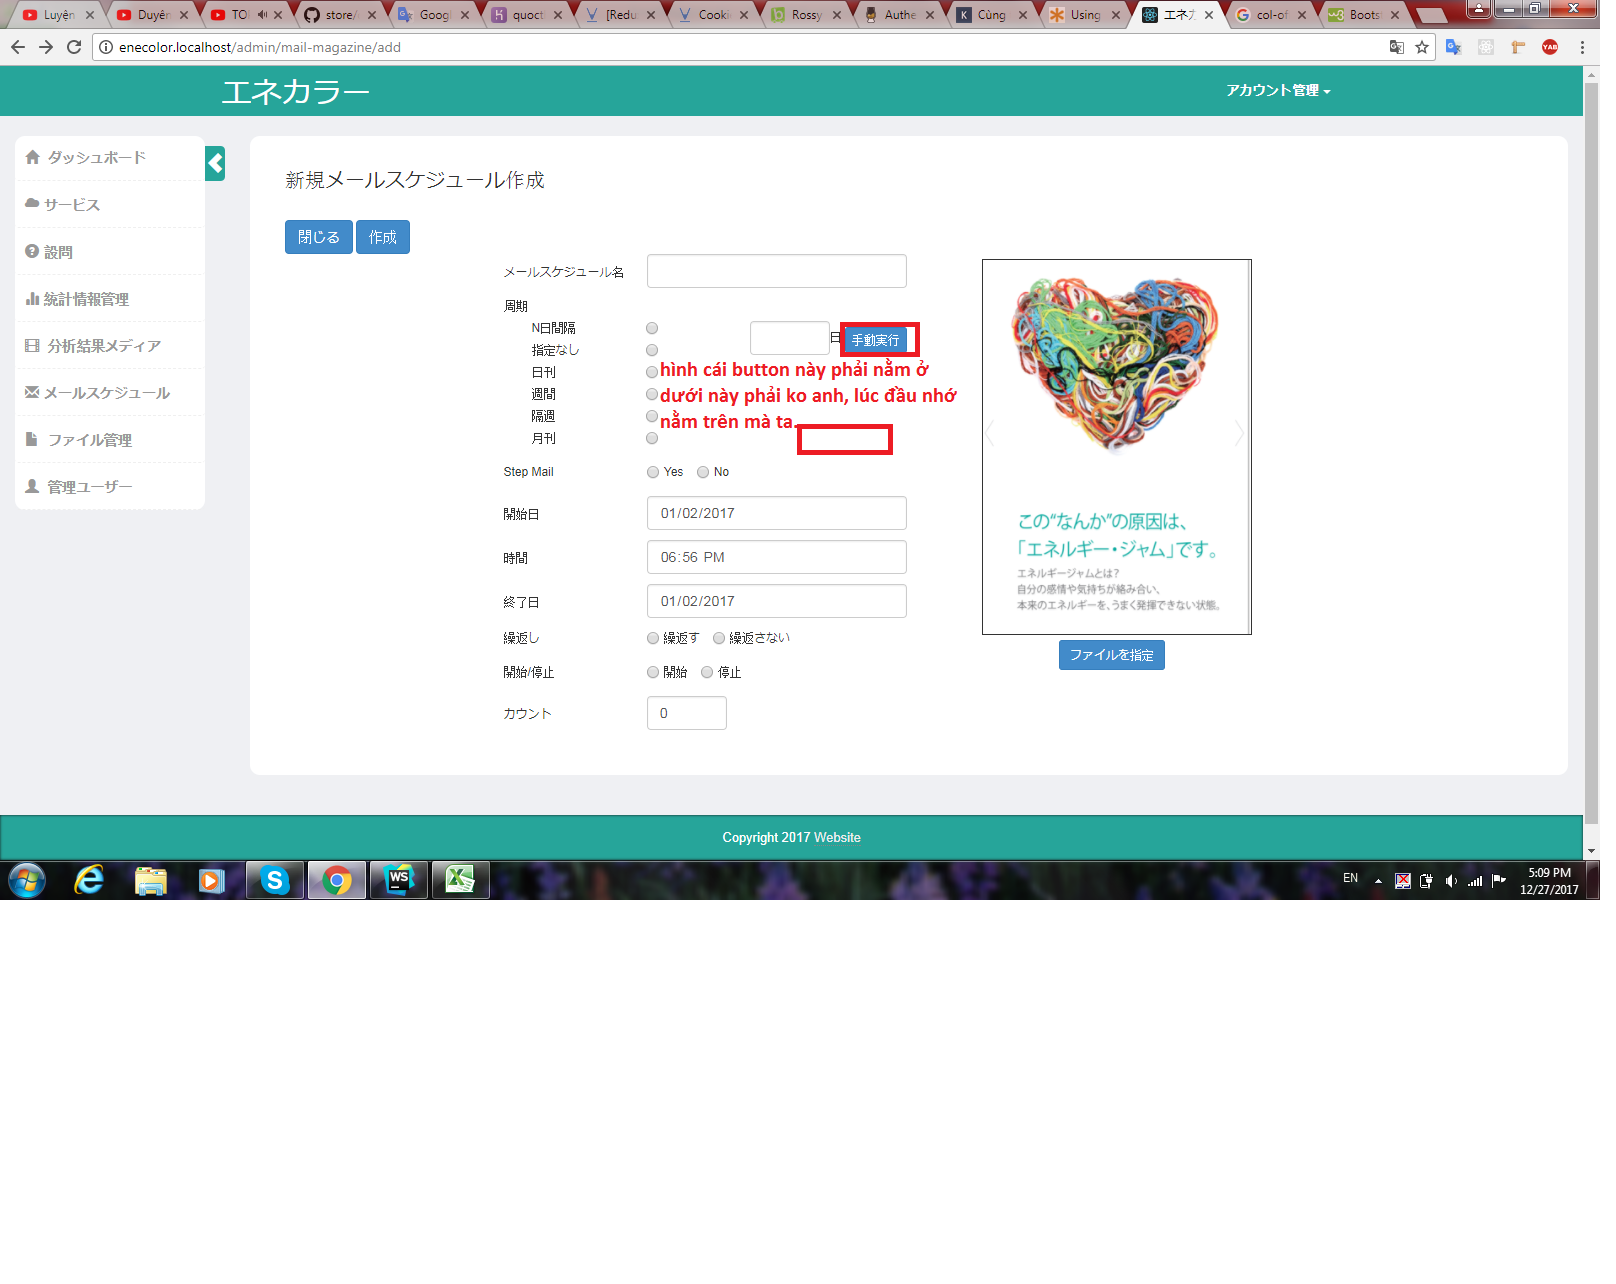 Luyện
Duyên
TO
store/
Googl
quoct
[Redu
Cooki
Rossy
Authe
Cùng
Using
エネカ
col-of
Boots
enecolor.localhost/admin/mail-magazine/add
エネカラー
アカウント管理
ダッシュボード
サービス
設問
統計情報管理
分析結果メディア
メールスケジュール
ファイル管理
管理ユーザー
新規メールスケジュール作成
閉じる 作成
メールスケジュール名
周期
N日間隔
日 手動実行
指定なし
日刊
週間
隔週
月刊
hình cái button này phải nằm ở
dưới này phải ko anh, lúc đầu nhớ
nằm trên mà ta.
Step Mail Yes No
開始日 01/02/2017
時間 06:56 PM
終了日 01/02/2017
繰返し 繰返す 繰返さない
開始/停止 開始 停止
カウント 0
この“なんか”の原因は、
「エネルギー・ジャム」です。
エネルギージャムとは?
自分の感情や気持ちが絡み合い、
本来のエネルギーを、うまく発揮できない状態。
ファイルを指定
Copyright 2017 Website
EN
5:09 PM
12/27/2017